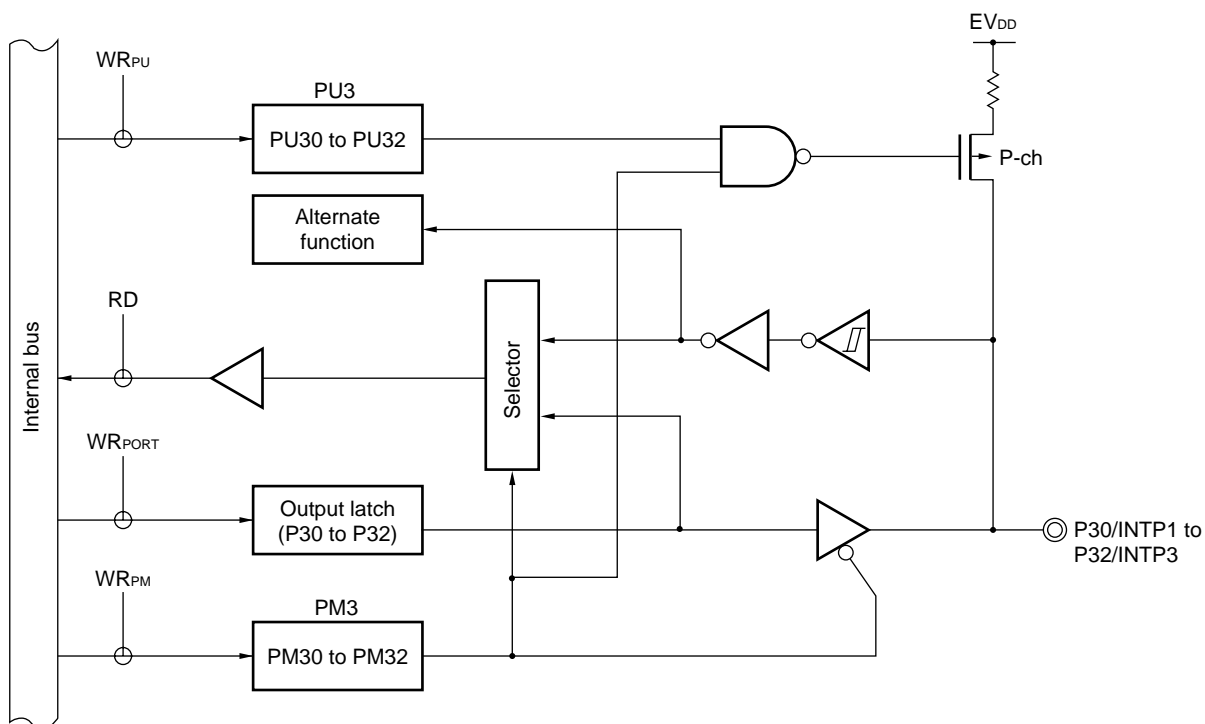 EVDD
WRPU
PU3
PU30 to PU32
P-ch
Alternate
function
RD
Internal bus
Selector
WRPORT
Output latch
(P30 to P32)
P30/INTP1 to
P32/INTP3
WRPM
PM3
PM30 to PM32